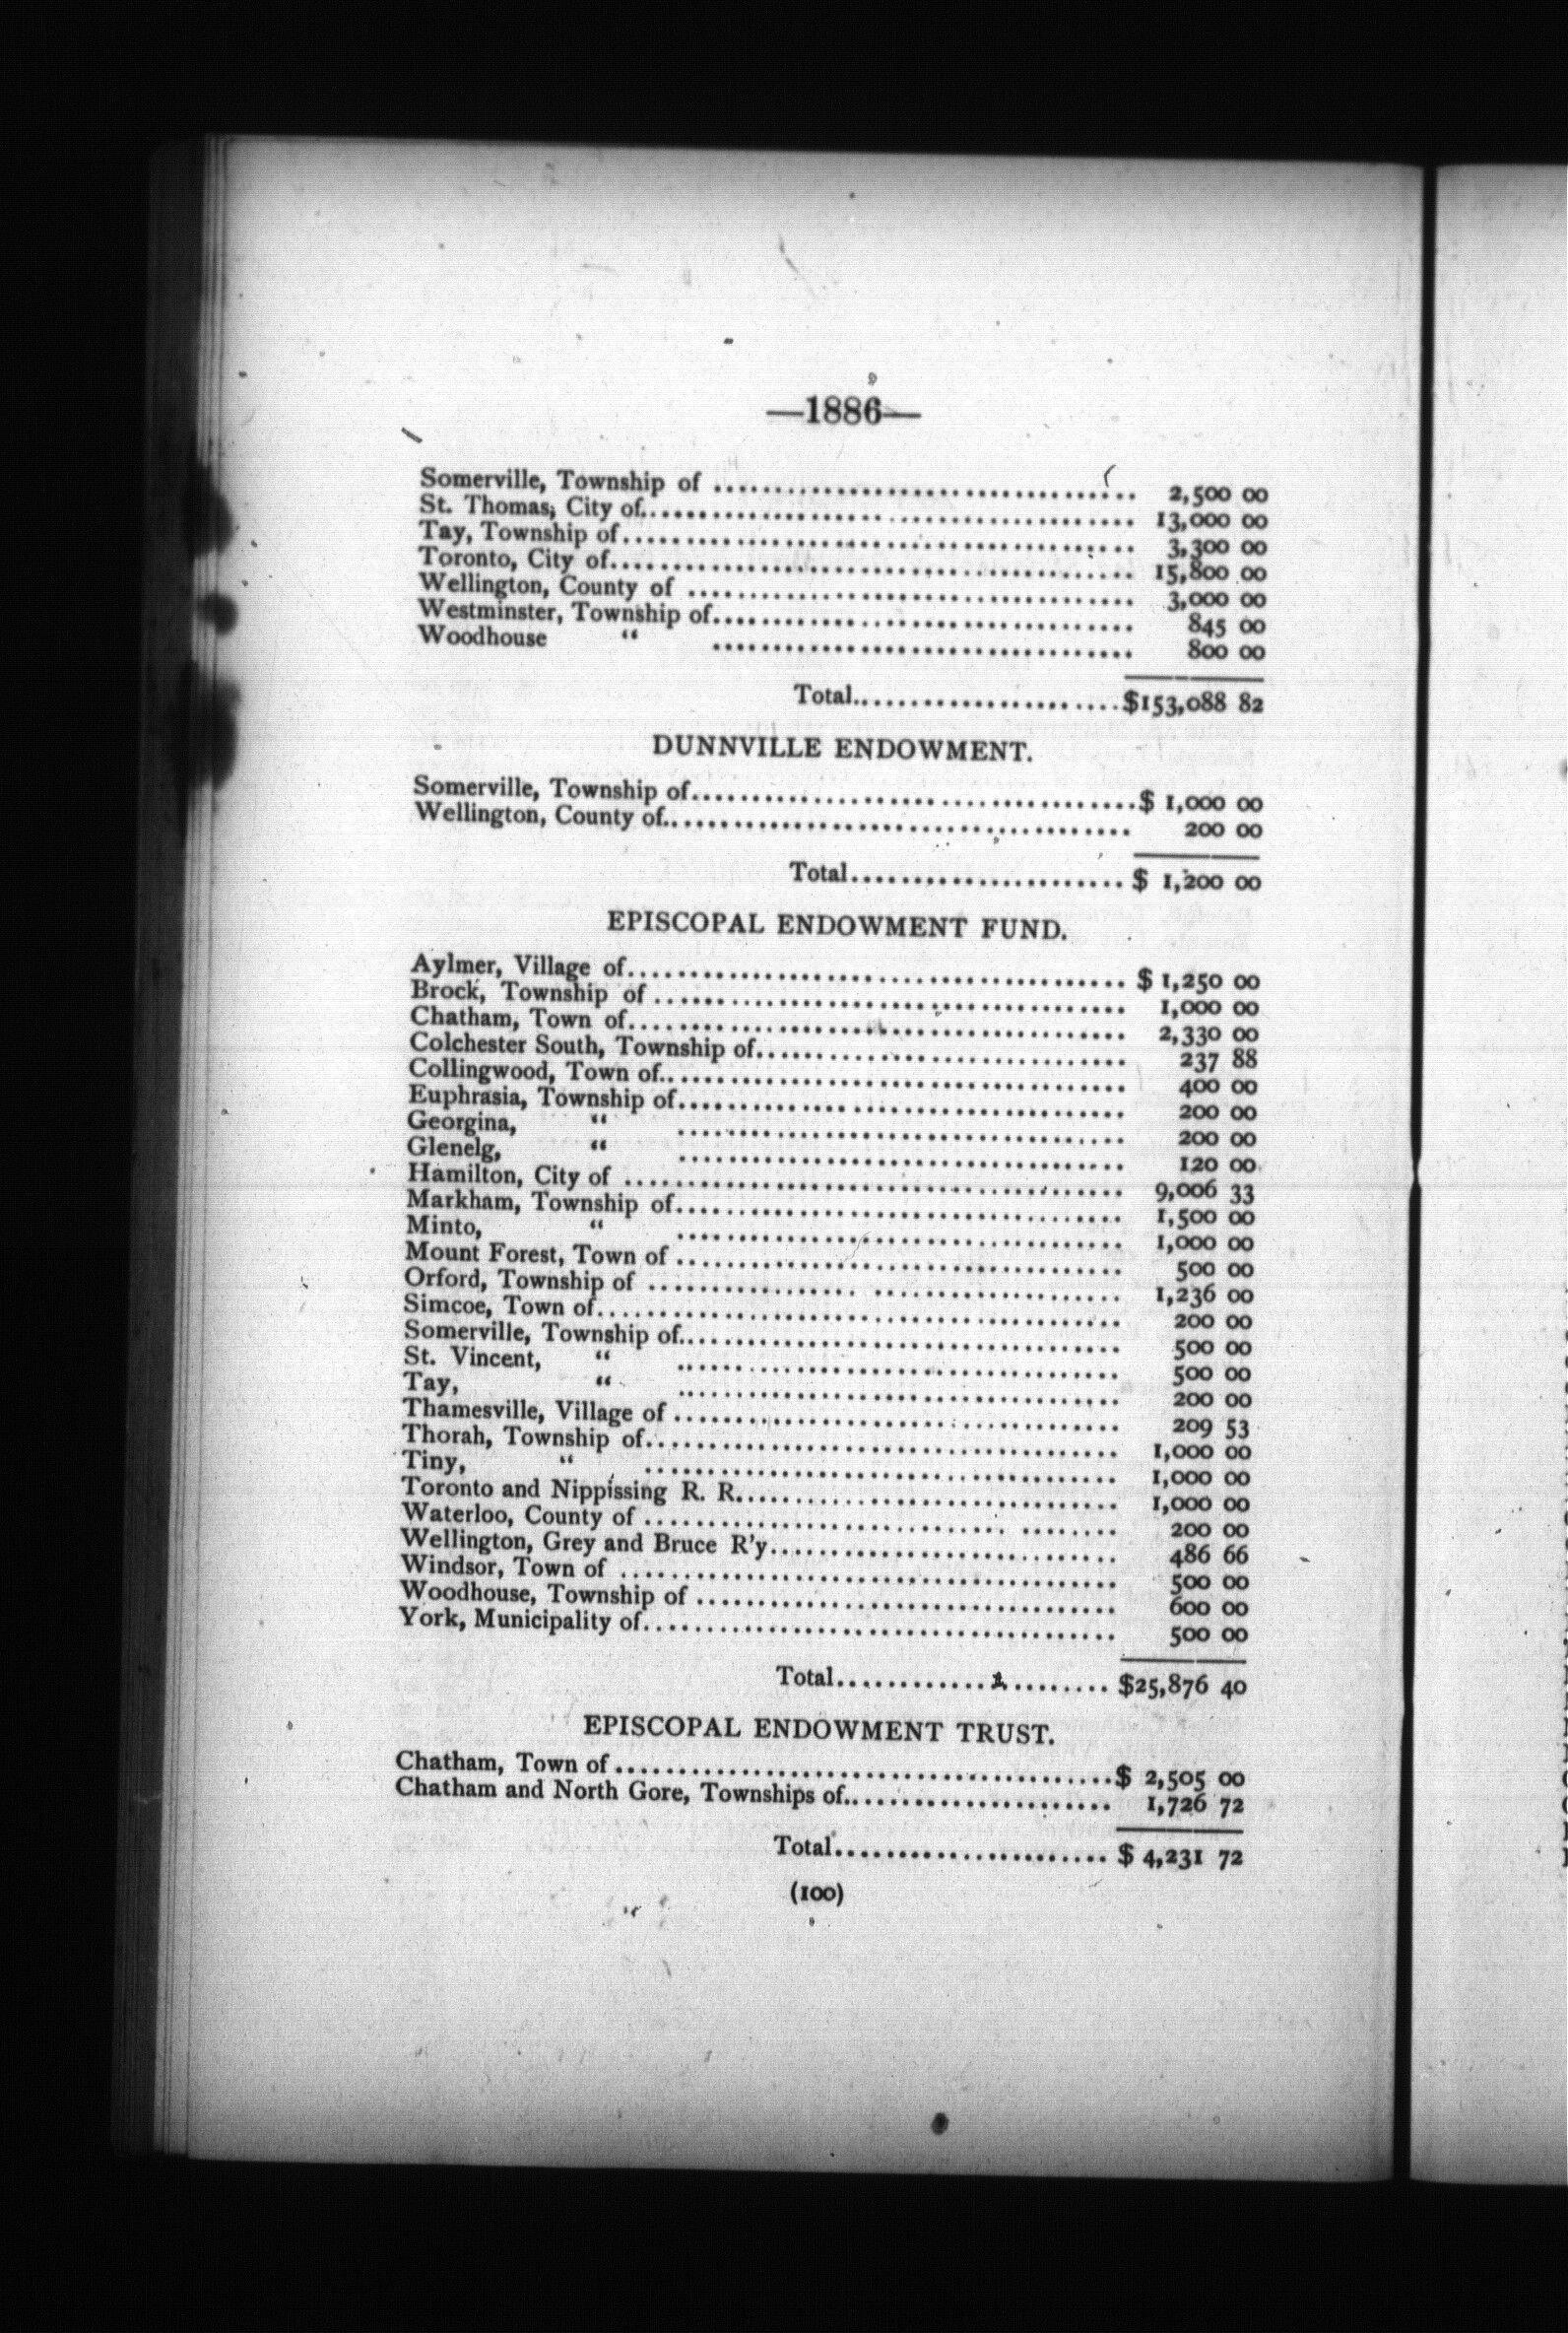 —1886—
Somerville, Township of .................................. 2,500 00
St. Thomas, City of....................................... 13,000 00
Tay, Township of......................................... 3,300 00
Toronto, City of.......................................... 15,800 00
Wellington, County of .................................... 3,000 00
Westminster, Township of.................................. 845 00
Woodhouse “ .................................. 800 00
Total.....................$153,088 82
DUNNVILLE ENDOWMENT.
Somerville, Township of....................................$ 1,000 00
Wellington, County of...................................... 200 00
Total......................$ 1,200 00
EPISCOPAL ENDOWMENT FUND.
Aylmer, Village of........................................ $ 1,250 00
Brock, Township of ...................................... 1,000 00
Chatham, Town of........................................ 2,330 00
Colchester South, Township of.............................. 237 88
Collingwood, Town of...................................... 400 00
Euphrasia, Township of.................................... 200 00
Georgina, “ .................................... 200 00
Glenelg, “ .................................... 120 00
Hamilton, City of ........................................ 9,006 33
Markham, Township of.................................... 1,500 00
Minto, “ .................................... 1,000 00
Mount Forest, Town of .................................... 500 00
Orford, Township of ...................................... 1,236 00
Simcoe, Town of.......................................... 200 00
Somerville, Township of.................................... 500 00
St. Vincent, “ .................................... 500 00
Tay, “ .................................... 200 00
Thamesville, Village of .................................... 209 53
Thorah, Township of...................................... 1,000 00
Tiny, “ ...................................... 1,000 00
Toronto and Nippissing R. R............................... 1,000 00
Waterloo, County of ...................................... 200 00
Wellington, Grey and Bruce R’y............................ 486 66
Windsor, Town of ........................................ 500 00
Woodhouse, Township of .................................. 600 00
York, Municipality of...................................... 500 00
Total...................... $25,876 40
EPISCOPAL ENDOWMENT TRUST.
Chatham, Town of ........................................$ 2,505 00
Chatham and North Gore, Townships of...................... 1,726 72
Total...................... $ 4,231 72
(100)